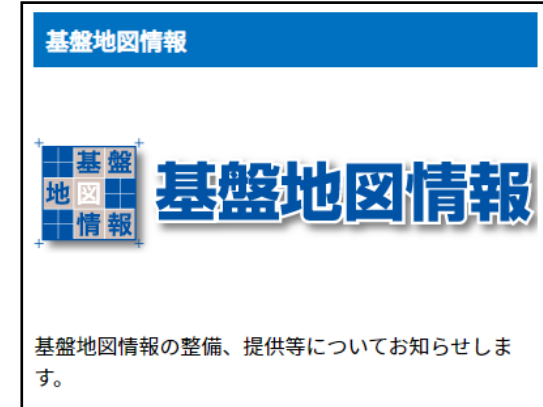 基盤地図情報
基盤
地図
情報
基盤地図情報
基盤地図情報の整備、提供等についてお知らせしま
す。